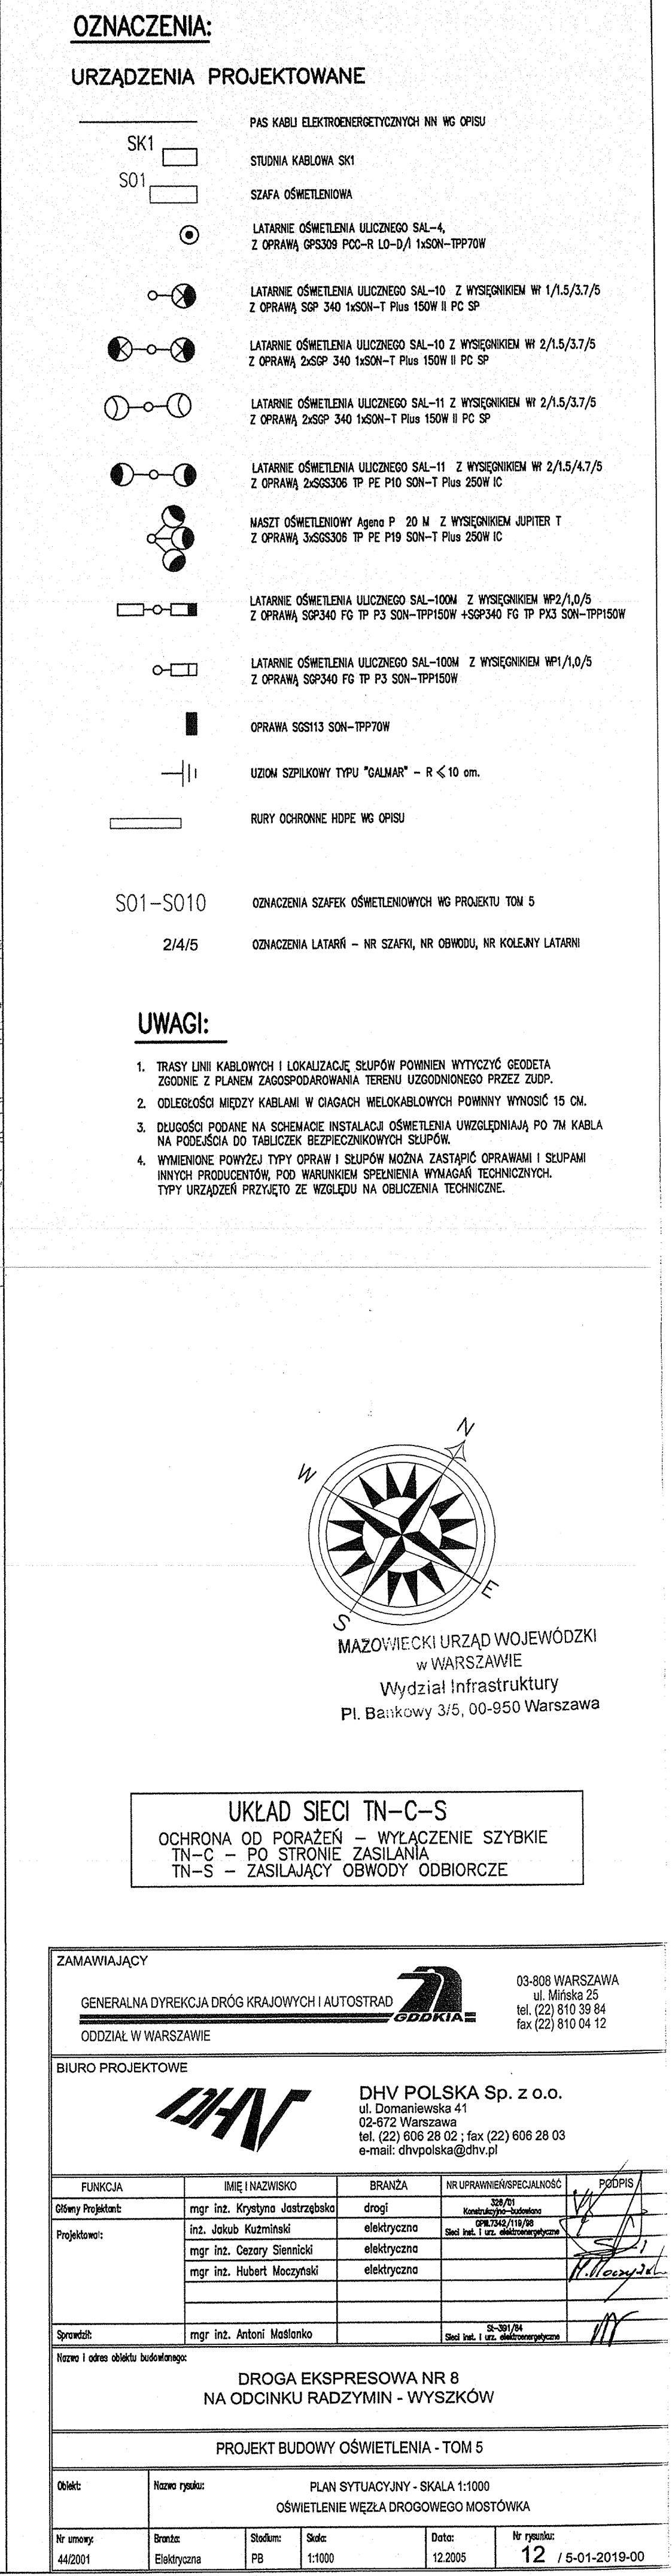 OZNACZENIA:
URZĄDZENIA PROJEKTOWANE
PAS KABLI ELEKTROENERGETYCZNYCH NN WG OPISU
SK1
STUDNIA KABLOWA SK1
SO1
SZAFA OŚWIETLENIOWA
LATARNIE OŚWIETLENIA ULICZNEGO SAL-4,
Z OPRAWĄ GPS309 PCC-R LO-D/I 1xSON-TPP70W
LATARNIE OŚWIETLENIA ULICZNEGO SAL-10 Z WYSIĘGNIKIEM Wł 1/1.5/3.7/5
Z OPRAWĄ SGP 340 1xSON-T Plus 150W II PC SP
LATARNIE OŚWIETLENIA ULICZNEGO SAL-10 Z WYSIĘGNIKIEM Wł 2/1.5/3.7/5
Z OPRAWĄ 2xSGP 340 1xSON-T Plus 150W II PC SP
LATARNIE OŚWIETLENIA ULICZNEGO SAL-11 Z WYSIĘGNIKIEM Wł 2/1.5/3.7/5
Z OPRAWĄ 2xSGP 340 1xSON-T Plus 150W II PC SP
LATARNIE OŚWIETLENIA ULICZNEGO SAL-11 Z WYSIĘGNIKIEM Wł 2/1.5/4.7/5
Z OPRAWĄ 2xSGS306 TP PE P10 SON-T Plus 250W IC
MASZT OŚWIETLENIOWY Agena P 20 M Z WYSIĘGNIKIEM JUPITER T
Z OPRAWĄ 3xSGS306 TP PE P19 SON-T Plus 250W IC
LATARNIE OŚWIETLENIA ULICZNEGO SAL-100M Z WYSIĘGNIKIEM WP2/1,0/5
Z OPRAWĄ SGP340 FG TP P3 SON-TPP150W +SGP340 FG TP PX3 SON-TPP150W
LATARNIE OŚWIETLENIA ULICZNEGO SAL-100M Z WYSIĘGNIKIEM WP1/1,0/5
Z OPRAWĄ SGP340 FG TP P3 SON-TPP150W
OPRAWA SGS113 SON-TPP70W
UZIOM SZPILKOWY TYPU "GALMAR" - R ⩽ 10 om.
RURY OCHRONNE HDPE WG OPISU
SO1-SO10
OZNACZENIA SZAFEK OŚWIETLENIOWYCH WG PROJEKTU TOM 5
2/4/5
OZNACZENIA LATARŃ - NR SZAFKI, NR OBWODU, NR KOLEJNY LATARNI
UWAGI:
1. TRASY LINII KABLOWYCH I LOKALIZACJĘ SŁUPÓW POWINIEN WYTYCZYĆ GEODETA
ZGODNIE Z PLANEM ZAGOSPODAROWANIA TERENU UZGODNIONEGO PRZEZ ZUDP.
2. ODLEGŁOŚCI MIĘDZY KABLAMI W CIAGACH WIELOKABLOWYCH POWINNY WYNOSIĆ 15 CM.
3. DŁUGOŚCI PODANE NA SCHEMACIE INSTALACJI OŚWIETLENIA UWZGLĘDNIAJĄ PO 7M KABLA
NA PODEJŚCIA DO TABLICZEK BEZPIECZNIKOWYCH SŁUPÓW.
4. WYMIENIONE POWYŻEJ TYPY OPRAW I SŁUPÓW MOŻNA ZASTĄPIĆ OPRAWAMI I SŁUPAMI
INNYCH PRODUCENTÓW, POD WARUNKIEM SPEŁNIENIA WYMAGAŃ TECHNICZNYCH.
TYPY URZĄDZEŃ PRZYJĘTO ZE WZGLĘDU NA OBLICZENIA TECHNICZNE.
N
W
E
S
MAZOWIECKI URZĄD WOJEWÓDZKI
w WARSZAWIE
Wydział Infrastruktury
Pl. Bankowy 3/5, 00-950 Warszawa
UKŁAD SIECI TN-C-S
OCHRONA OD PORAŻEŃ - WYŁĄCZENIE SZYBKIE
TN-C - PO STRONIE ZASILANIA
TN-S - ZASILAJĄCY OBWODY ODBIORCZE
ZAMAWIAJĄCY
GENERALNA DYREKCJA DRÓG KRAJOWYCH I AUTOSTRAD
GDDKIA
ODDZIAŁ W WARSZAWIE
03-808 WARSZAWA
ul. Mińska 25
tel. (22) 810 39 84
fax (22) 810 04 12
BIURO PROJEKTOWE
DHV
DHV POLSKA Sp. z o.o.
ul. Domaniewska 41
02-672 Warszawa
tel. (22) 606 28 02 ; fax (22) 606 28 03
e-mail: dhvpolska@dhv.pl
FUNKCJA IMIĘ I NAZWISKO BRANŻA NR UPRAWNIEŃ/SPECJALNOŚĆ PODPIS
Główny Projektant: mgr inż. Krystyna Jastrzębska drogi 326/01
Konstrukcyjno-budowlana
Projektował: inż. Jakub Kuźmiński elektryczna GPW.7342/119/98
Sieci inst. i urz. elektroenergetyczne
mgr inż. Cezary Siennicki elektryczna
mgr inż. Hubert Moczyński elektryczna
Sprawdził: mgr inż. Antoni Maślanko St-391/84
Sieci inst. i urz. elektroenergetyczne
Nazwa i adres obiektu budowlanego:
DROGA EKSPRESOWA NR 8
NA ODCINKU RADZYMIN - WYSZKÓW
PROJEKT BUDOWY OŚWIETLENIA - TOM 5
Obiekt: Nazwa rysuku: PLAN SYTUACYJNY - SKALA 1:1000
OŚWIETLENIE WĘZŁA DROGOWEGO MOSTÓWKA
Nr umowy: Branża: Stadium: Skala: Data: Nr rysunku:
44/2001 Elektryczna PB 1:1000 12.2005 12 / 5-01-2019-00